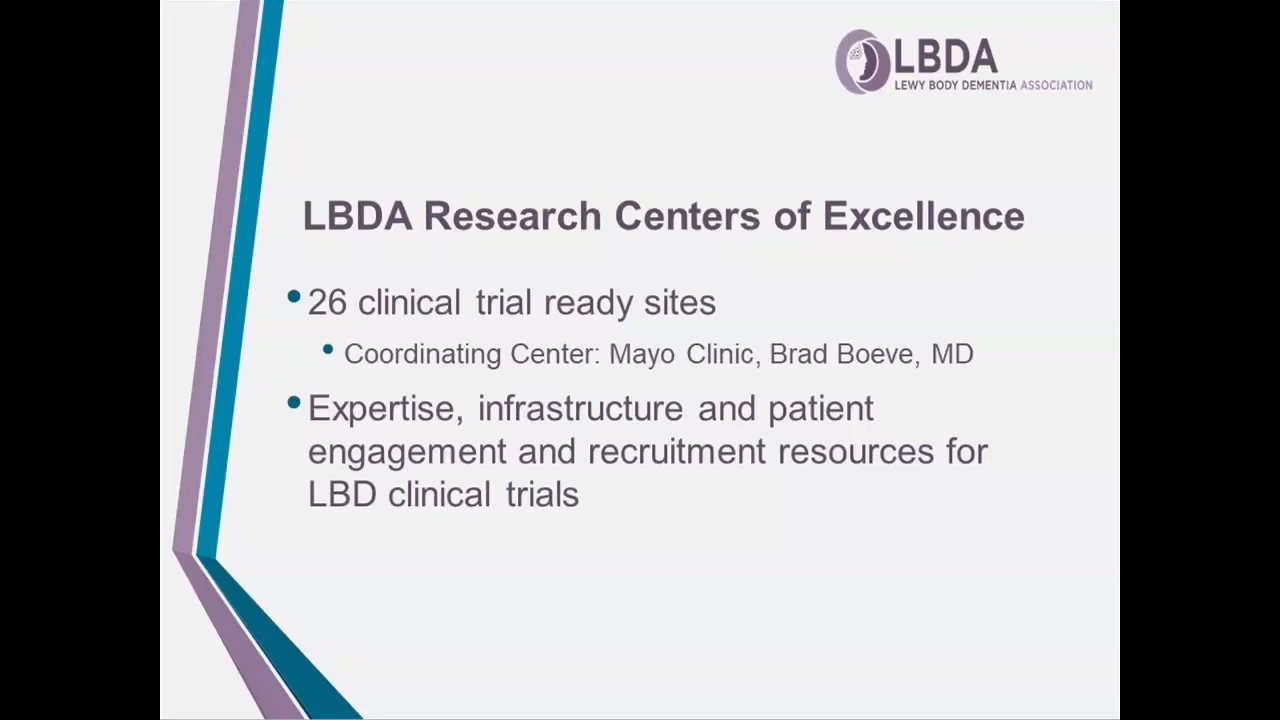 LBDA
LEWY BODY DEMENTIA ASSOCIATION
LBDA Research Centers of Excellence
• 26 clinical trial ready sites
• Coordinating Center: Mayo Clinic, Brad Boeve, MD
• Expertise, infrastructure and patient
engagement and recruitment resources for
LBD clinical trials